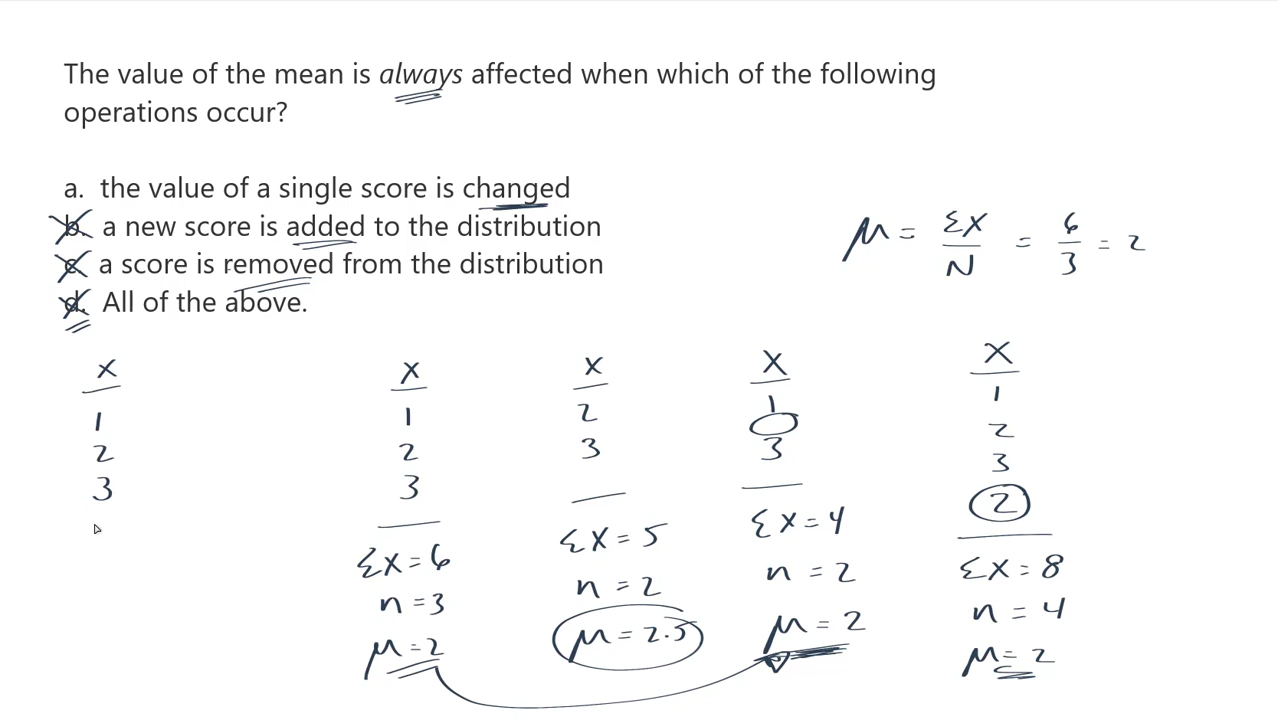 The value of the mean is always affected when which of the following
operations occur?
a. the value of a single score is changed
b. a new score is added to the distribution
c. a score is removed from the distribution
d. All of the above.
μ = ΣX / N = 6 / 3 = 2
X X X X X
1 1 2 1 1
2 2 3 3 2
3 3 3
2
ΣX = 6 ΣX = 5 ΣX = 4 ΣX = 8
n = 3 n = 2 n = 2 n = 4
μ = 2 μ = 2.5 μ = 2 μ = 2